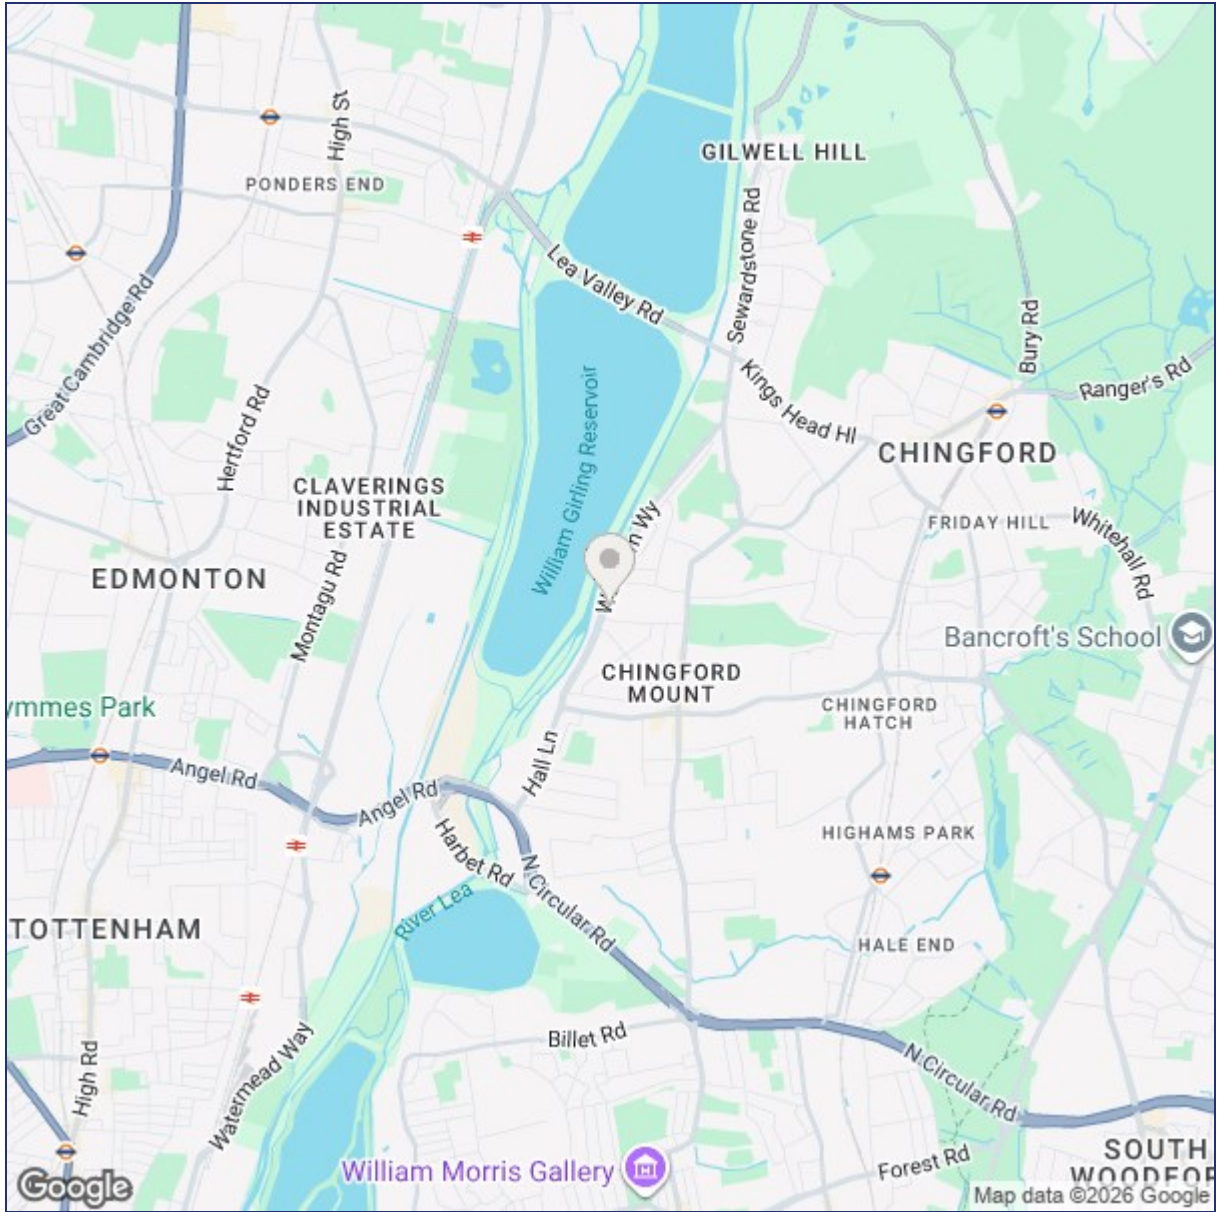 GILWELL HILL
High St
PONDERS END
Sewardstone Rd
Lea Valley Rd
Great Cambridge Rd
Bury Rd
Ranger's Rd
Kings Head Hl
Hertford Rd
William Girling Reservoir
CHINGFORD
CLAVERINGS
INDUSTRIAL
ESTATE
FRIDAY HILL
Whitehall Rd
Wy
EDMONTON
Montagu Rd
Bancroft's School
CHINGFORD
MOUNT
CHINGFORD
HATCH
ymmes Park
Hall Ln
Angel Rd
Angel Rd
Harbet Rd
HIGHAMS PARK
N Circular Rd
River Lea
TOTTENHAM
HALE END
Billet Rd
High Rd
Watermead Way
N Circular Rd
SOUTH
WOODFOR
Forest Rd
William Morris Gallery
Google
Map data ©2026 Google